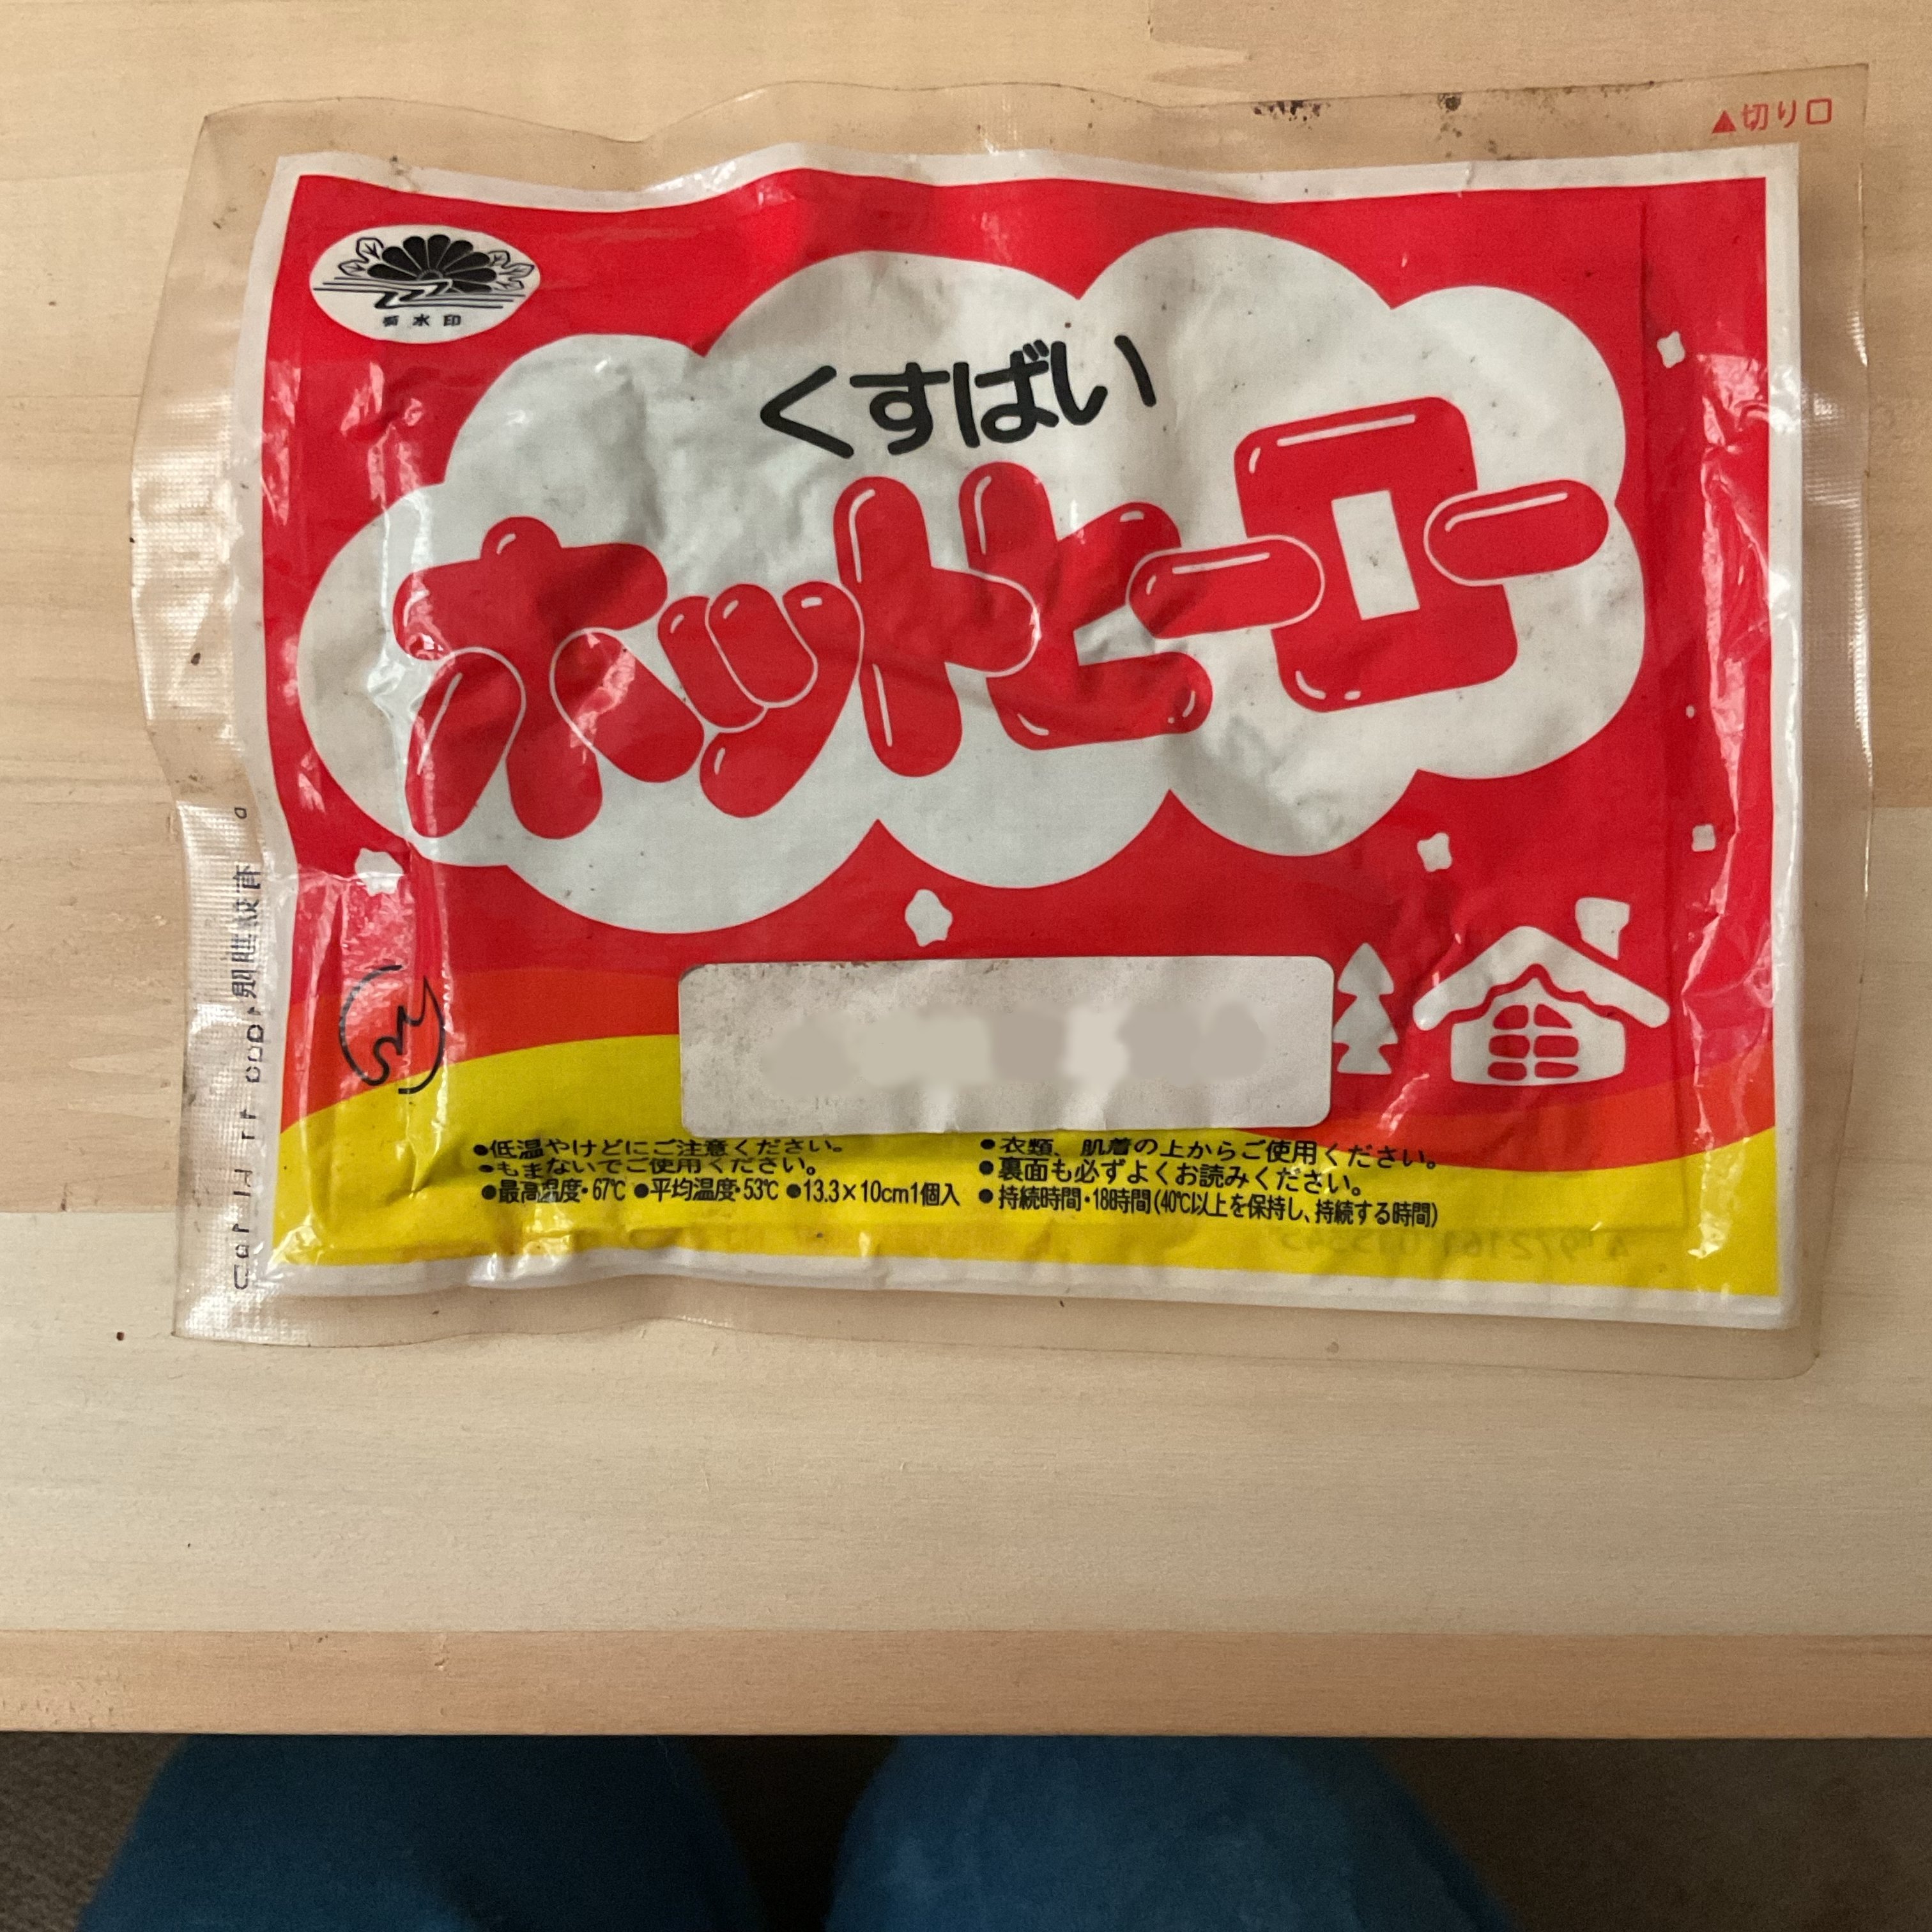 ▲切り口
菊水印
くすばい
ホットヒーロー
●低温やけどにご注意ください。
●もまないでご使用ください。
●最高温度・67℃ ●平均温度・53℃ ●13.3×10cm1個入
●衣類、肌着の上からご使用ください。
●裏面も必ずよくお読みください。
●持続時間・18時間(40℃以上を保持し、持続する時間)